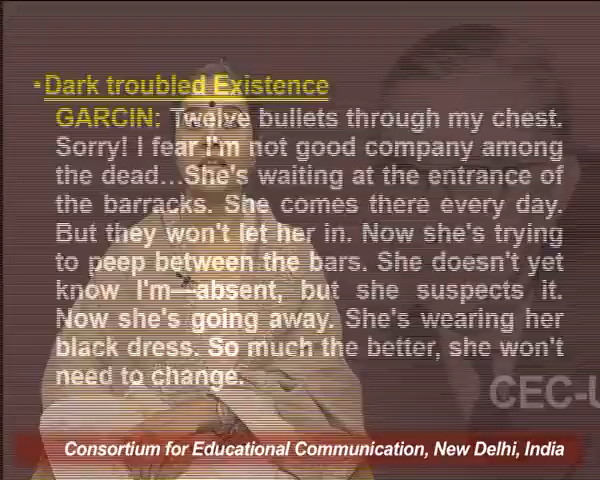 • Dark troubled Existence
GARCIN: Twelve bullets through my chest.
Sorry! I fear I'm not good company among
the dead...She's waiting at the entrance of
the barracks. She comes there every day.
But they won't let her in. Now she's trying
to peep between the bars. She doesn't yet
know I'm—absent, but she suspects it.
Now she's going away. She's wearing her
black dress. So much the better, she won't
need to change.
CEC-U
Consortium for Educational Communication, New Delhi, India